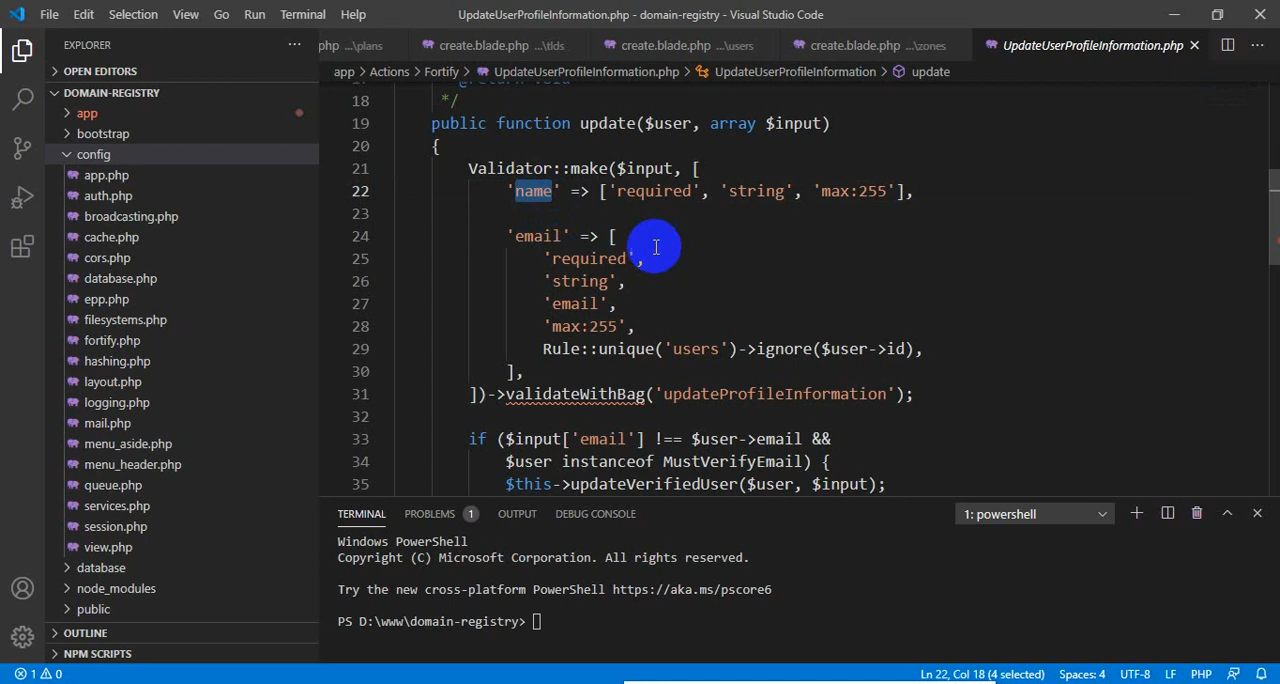 File Edit Selection View Go Run Terminal Help
UpdateUserProfileInformation.php - domain-registry - Visual Studio Code
EXPLORER
php ...\plans
create.blade.php ...\tlds
create.blade.php ...\users
create.blade.php ...\zones
UpdateUserProfileInformation.php
OPEN EDITORS
DOMAIN-REGISTRY
app
bootstrap
config
app.php
auth.php
broadcasting.php
cache.php
cors.php
database.php
epp.php
filesystems.php
fortify.php
hashing.php
layout.php
logging.php
mail.php
menu_aside.php
menu_header.php
queue.php
services.php
session.php
view.php
database
node_modules
public
OUTLINE
NPM SCRIPTS
app > Actions > Fortify > UpdateUserProfileInformation.php > UpdateUserProfileInformation > update
18 */
19 public function update($user, array $input)
20 {
21 Validator::make($input, [
22 'name' => ['required', 'string', 'max:255'],
23
24 'email' => [
25 'required',
26 'string',
27 'email',
28 'max:255',
29 Rule::unique('users')->ignore($user->id),
30 ],
31 ])->validateWithBag('updateProfileInformation');
32
33 if ($input['email'] !== $user->email &&
34 $user instanceof MustVerifyEmail) {
35 $this->updateVerifiedUser($user, $input);
TERMINAL PROBLEMS 1 OUTPUT DEBUG CONSOLE
1: powershell
Windows PowerShell
Copyright (C) Microsoft Corporation. All rights reserved.
Try the new cross-platform PowerShell https://aka.ms/pscore6
PS D:\www\domain-registry>
1 0
Ln 22, Col 18 (4 selected) Spaces: 4 UTF-8 LF PHP